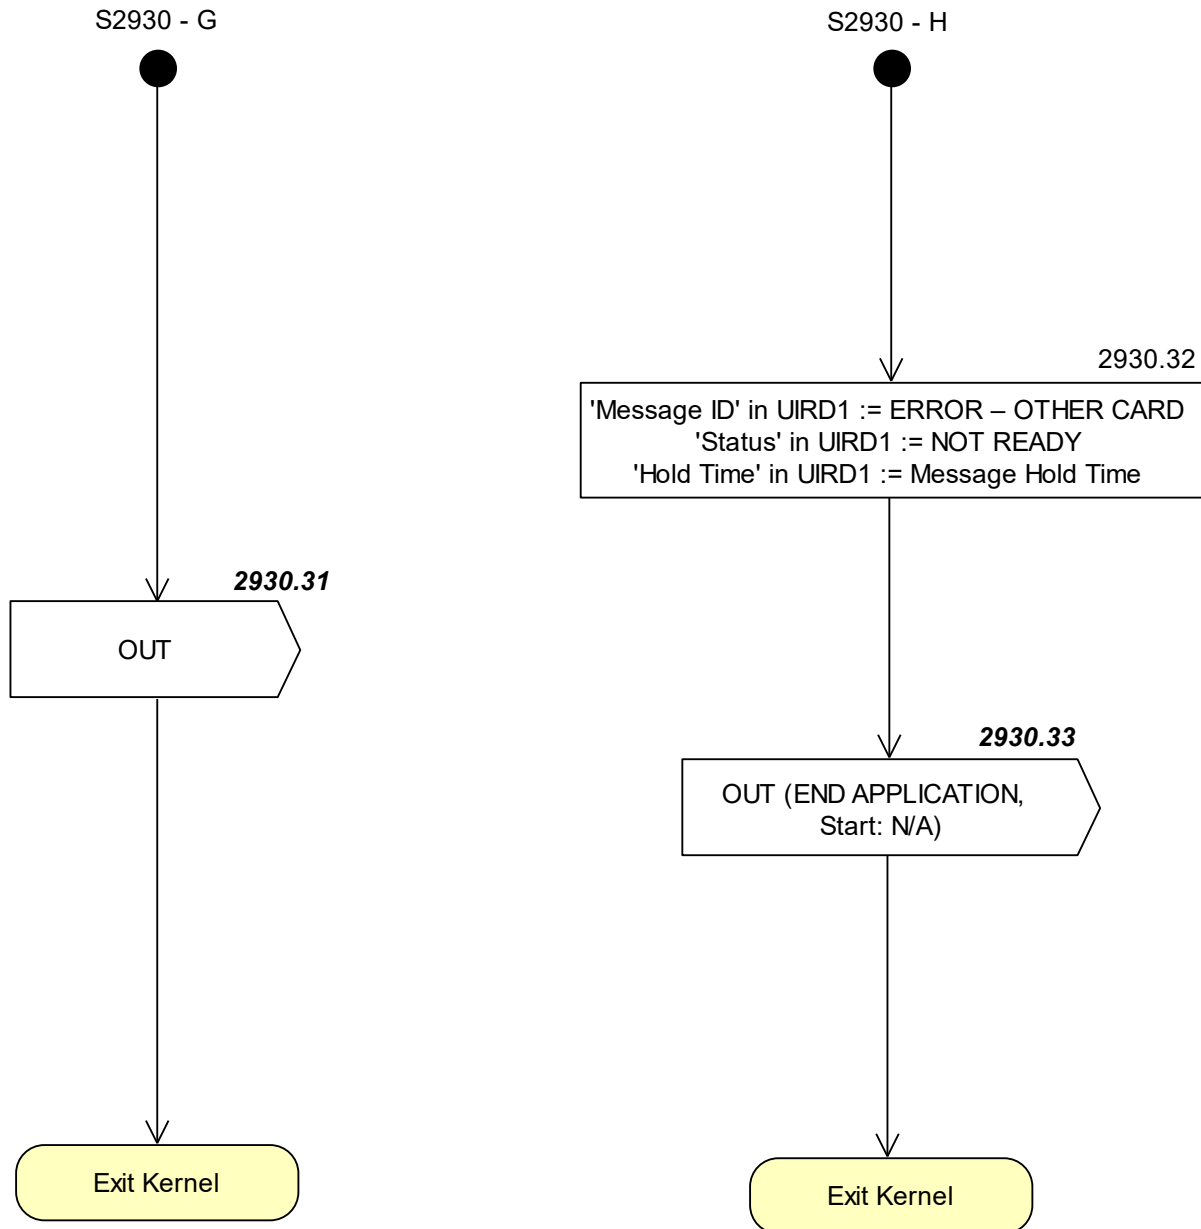 S2930 - G
2930.31
OUT
Exit Kernel
S2930 - H
2930.32
'Message ID' in UIRD1 := ERROR – OTHER CARD
'Status' in UIRD1 := NOT READY
'Hold Time' in UIRD1 := Message Hold Time
2930.33
OUT (END APPLICATION,
Start: N/A)
Exit Kernel